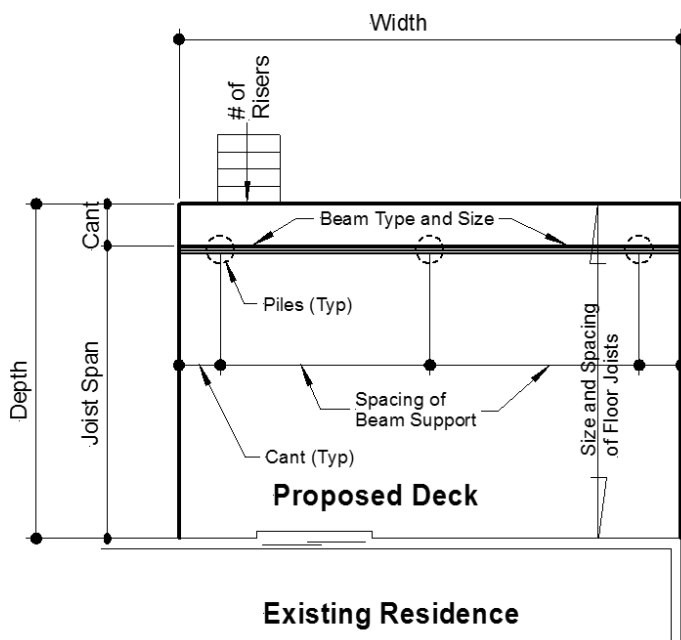 Width
# of
Risers
Cant
Beam Type and Size
Piles (Typ)
Depth
Joist Span
Size and Spacing
of Floor Joists
Spacing of
Beam Support
Cant (Typ)
Proposed Deck
Existing Residence